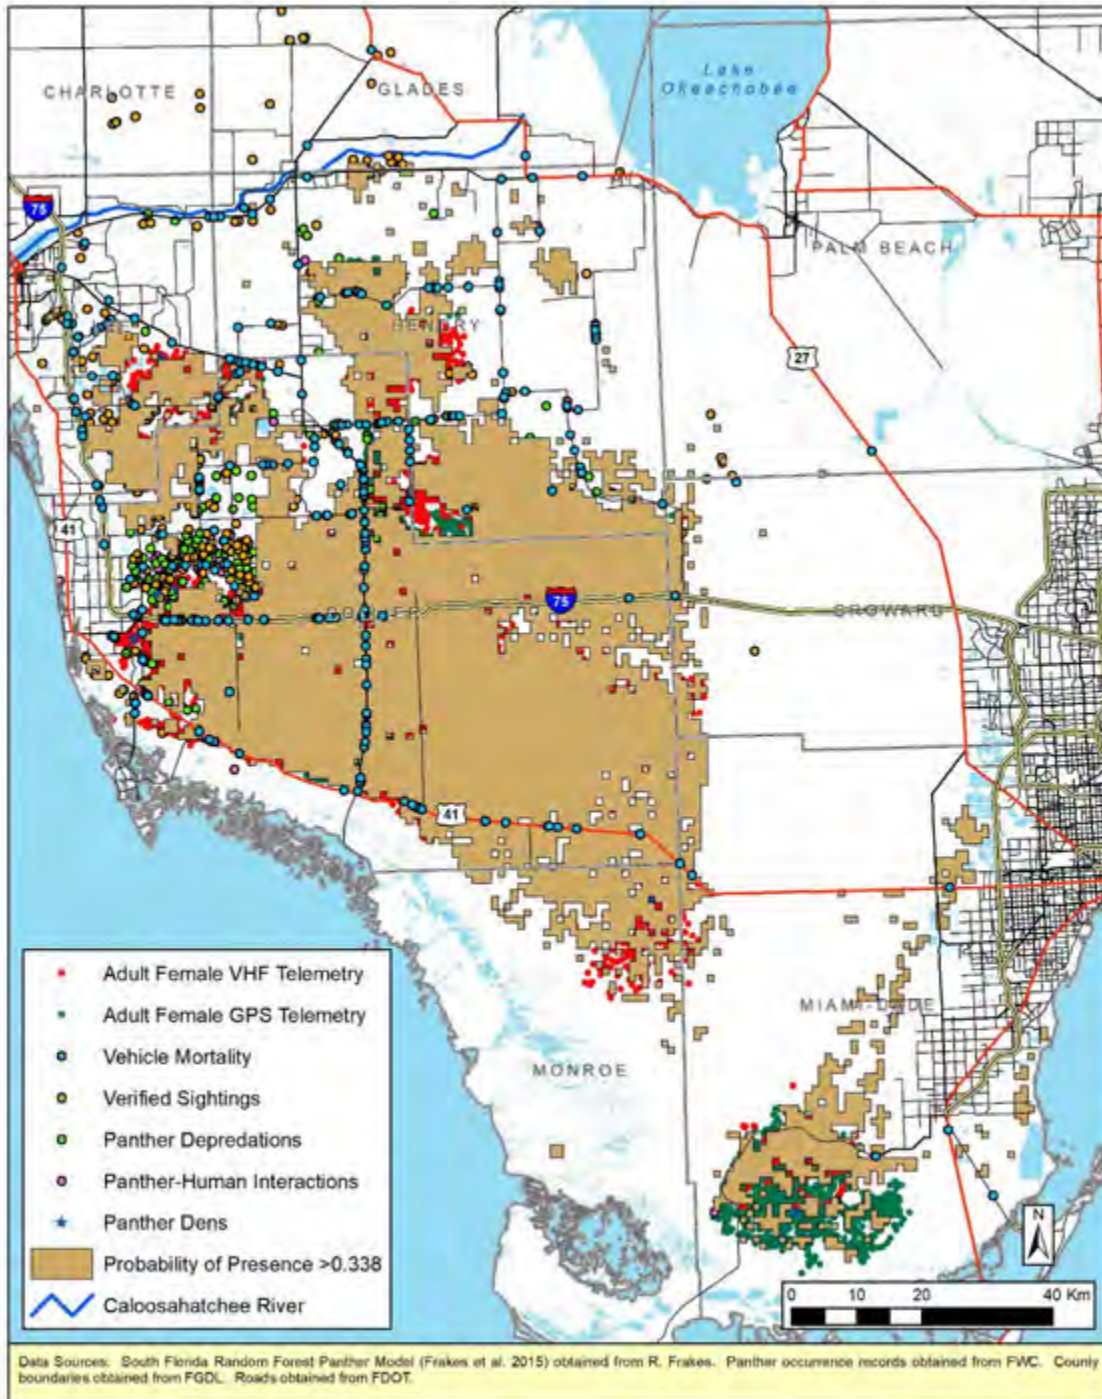 Lake
Okeechobee
CHARLOTTE
GLADES
75
PALM BEACH
HENDRY
27
41
75
COLLIER
BROWARD
41
MIAMI-DADE
MONROE
Adult Female VHF Telemetry
Adult Female GPS Telemetry
Vehicle Mortality
Verified Sightings
Panther Depredations
Panther-Human Interactions
Panther Dens
Probability of Presence >0.338
Caloosahatchee River
N
0 10 20 40 Km
Data Sources: South Florida Random Forest Panther Model (Frakes et al. 2015) obtained from R. Frakes. Panther occurrence records obtained from FWC. County
boundaries obtained from FGDL. Roads obtained from FDOT.